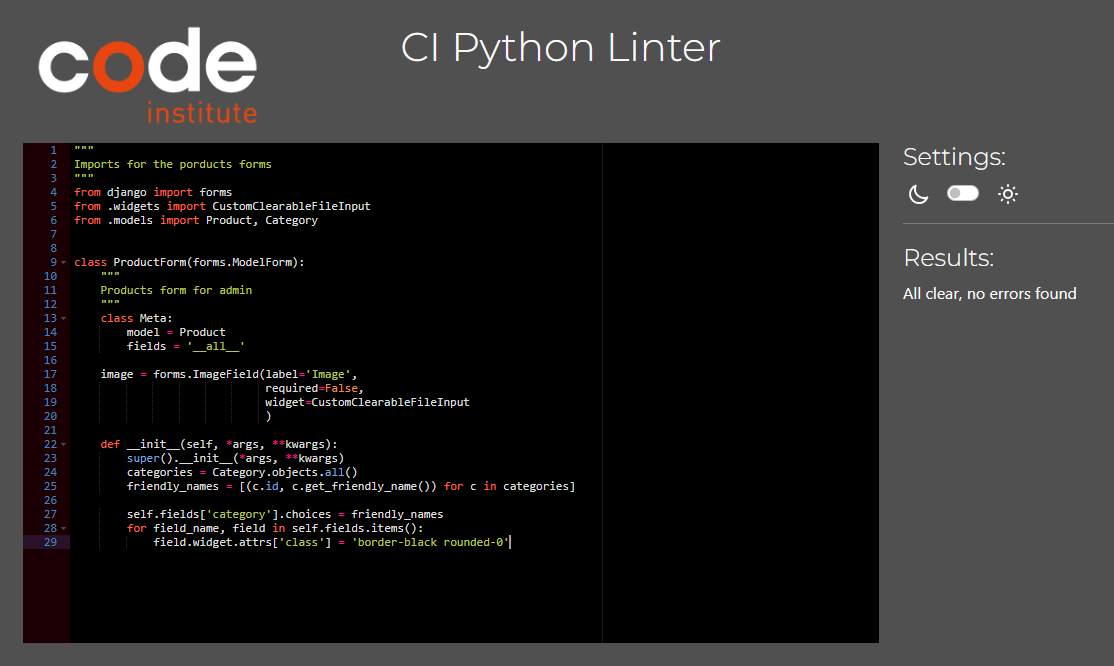 code
institute
CI Python Linter
1 """
2 Imports for the porducts forms
3 """
4 from django import forms
5 from .widgets import CustomClearableFileInput
6 from .models import Product, Category
7
8
9 class ProductForm(forms.ModelForm):
10     """
11     Products form for admin
12     """
13     class Meta:
14         model = Product
15         fields = '__all__'
16
17     image = forms.ImageField(label='Image',
18                              required=False,
19                              widget=CustomClearableFileInput
20                              )
21
22     def __init__(self, *args, **kwargs):
23         super().__init__(*args, **kwargs)
24         categories = Category.objects.all()
25         friendly_names = [(c.id, c.get_friendly_name()) for c in categories]
26
27         self.fields['category'].choices = friendly_names
28         for field_name, field in self.fields.items():
29             field.widget.attrs['class'] = 'border-black rounded-0'
Settings:
Results:
All clear, no errors found